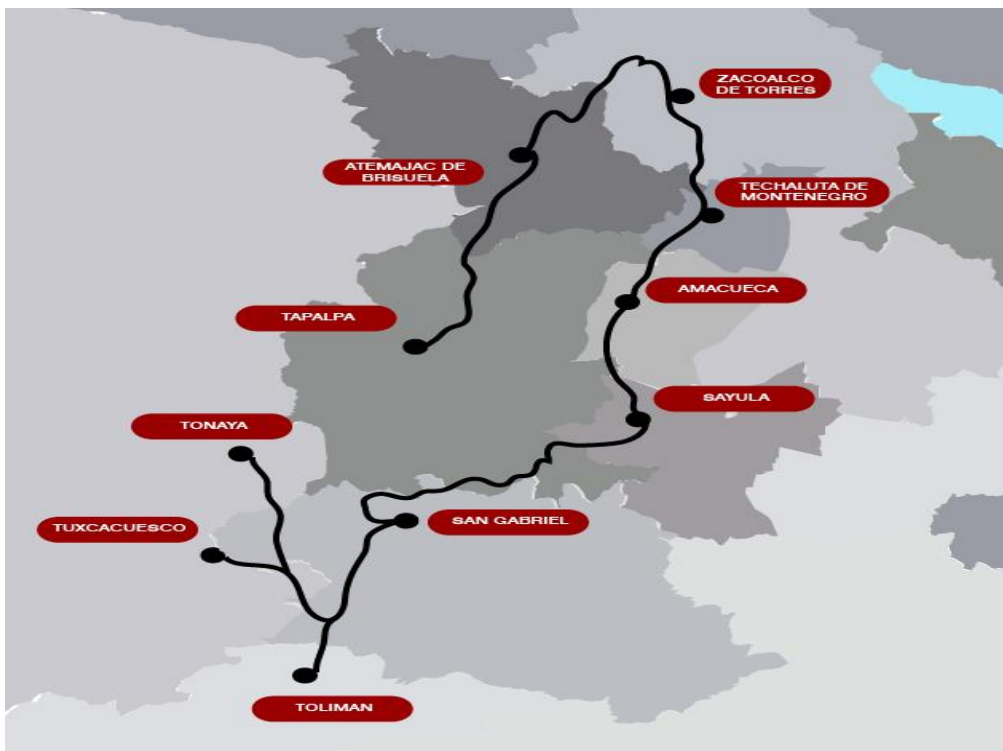 ZACOALCO
DE TORRES
ATEMAJAC DE
BRISUELA
TECHALUTA DE
MONTENEGRO
AMACUECA
TAPALPA
SAYULA
TONAYA
SAN GABRIEL
TUXCACUESCO
TOLIMAN